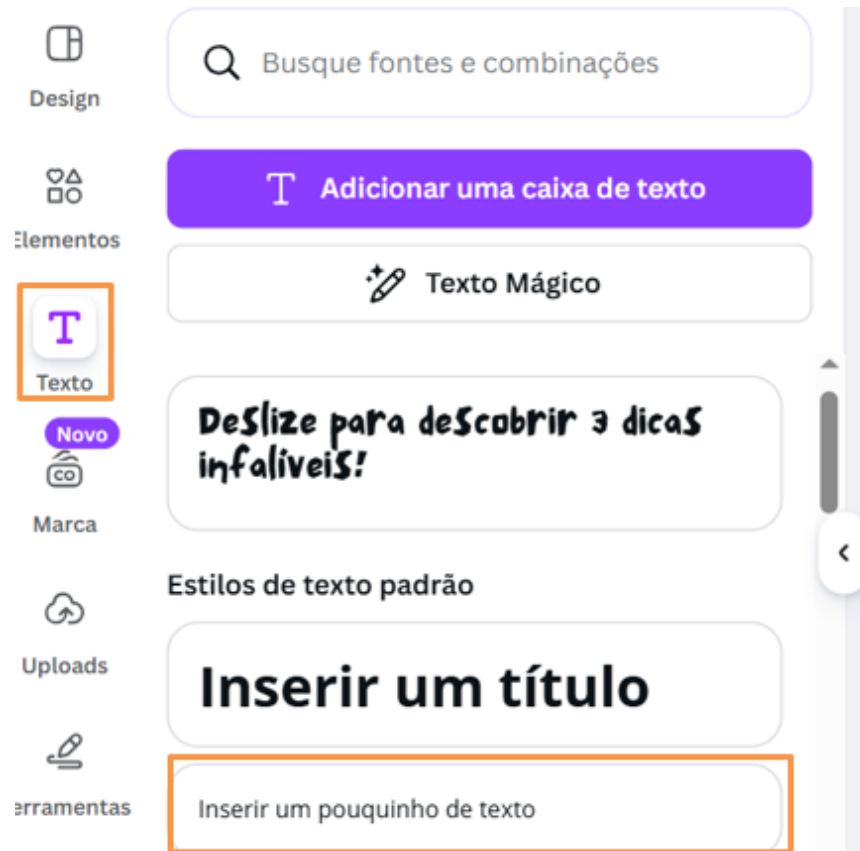 Design
Elementos
Texto
Novo
CO
Marca
Uploads
erramentas
Busque fontes e combinações
T Adicionar uma caixa de texto
Texto Mágico
Deslize para descobrir 3 dicas
infalíveis!
Estilos de texto padrão
Inserir um título
Inserir um pouquinho de texto